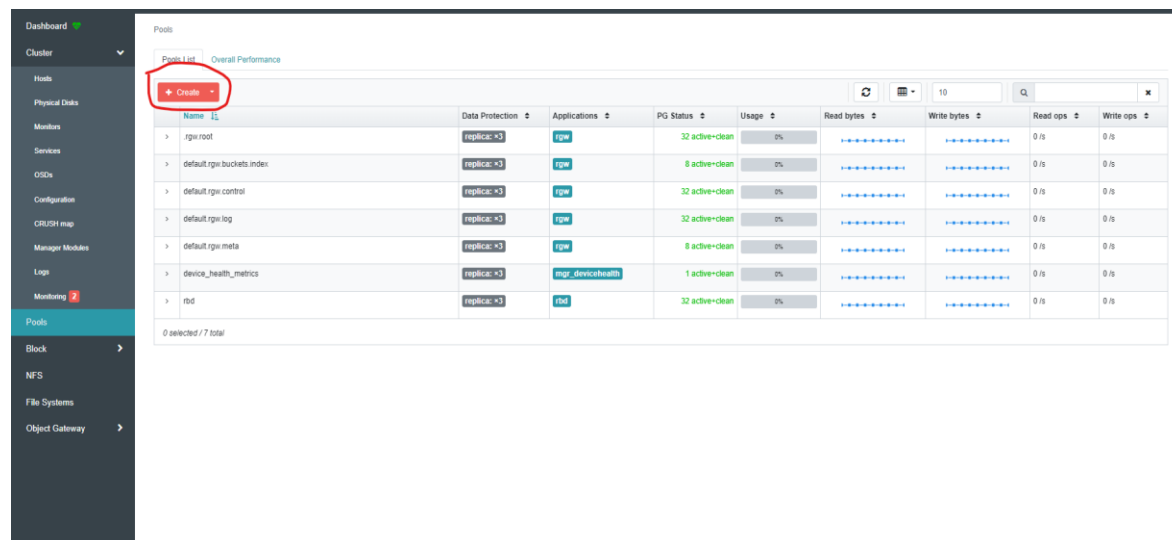 Dashboard
Cluster
Hosts
Physical Disks
Monitors
Services
OSDs
Configuration
CRUSH map
Manager Modules
Logs
Monitoring 2
Pools
Block
NFS
File Systems
Object Gateway
Pools
Pools List Overall Performance
+ Create
10
Name Data Protection Applications PG Status Usage Read bytes Write bytes Read ops Write ops
.rgw.root replica: ×3 rgw 32 active+clean 0% 0 /s 0 /s
default.rgw.buckets.index replica: ×3 rgw 8 active+clean 0% 0 /s 0 /s
default.rgw.control replica: ×3 rgw 32 active+clean 0% 0 /s 0 /s
default.rgw.log replica: ×3 rgw 32 active+clean 0% 0 /s 0 /s
default.rgw.meta replica: ×3 rgw 8 active+clean 0% 0 /s 0 /s
device_health_metrics replica: ×3 mgr_devicehealth 1 active+clean 0% 0 /s 0 /s
rbd replica: ×3 rbd 32 active+clean 0% 0 /s 0 /s
0 selected / 7 total